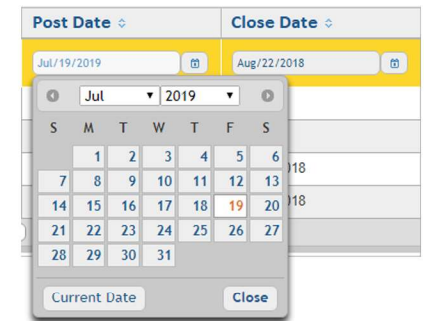 Post Date Close Date
Jul/19/2019 Aug/22/2018
Jul 2019
S M T W T F S
1 2 3 4 5 6
7 8 9 10 11 12 13
)18
14 15 16 17 18 19 20
)18
21 22 23 24 25 26 27
28 29 30 31
Current Date Close